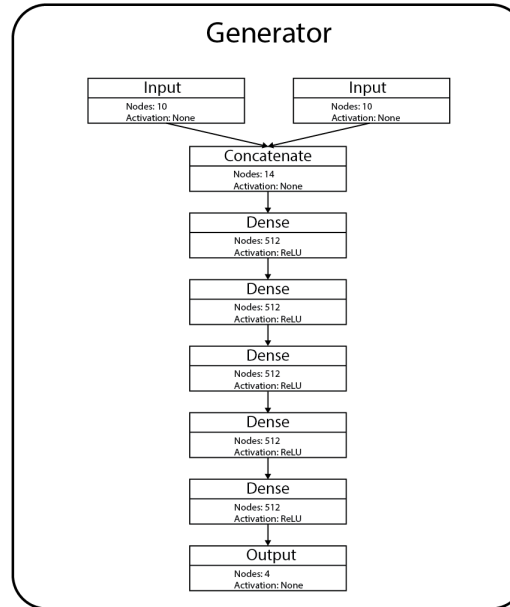 Generator
Input
Nodes: 10
Activation: None
Input
Nodes: 10
Activation: None
Concatenate
Nodes: 14
Activation: None
Dense
Nodes: 512
Activation: ReLU
Dense
Nodes: 512
Activation: ReLU
Dense
Nodes: 512
Activation: ReLU
Dense
Nodes: 512
Activation: ReLU
Dense
Nodes: 512
Activation: ReLU
Output
Nodes: 4
Activation: None